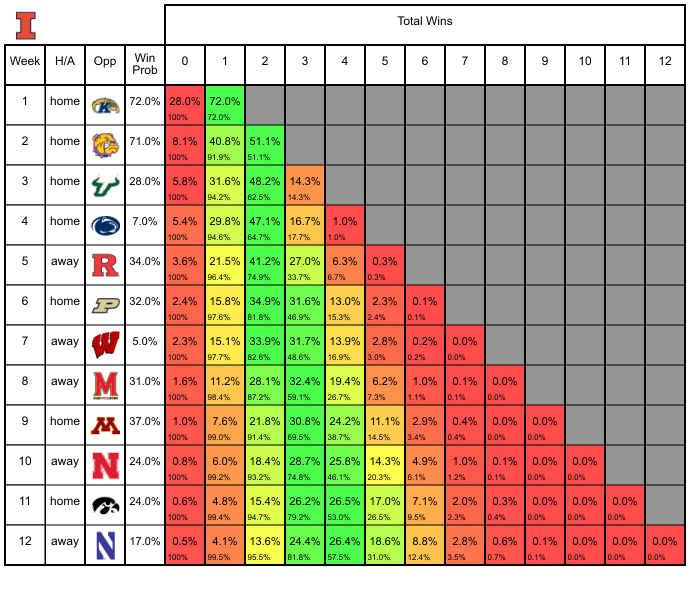 I
Total Wins
Week H/A Opp Win Prob 0 1 2 3 4 5 6 7 8 9 10 11 12
1 home K 72.0% 28.0% 72.0%
100% 72.0%
2 home 71.0% 8.1% 40.8% 51.1%
100% 91.9% 51.1%
3 home 28.0% 5.8% 31.6% 48.2% 14.3%
100% 94.2% 62.5% 14.3%
4 home 7.0% 5.4% 29.8% 47.1% 16.7% 1.0%
100% 94.6% 64.7% 17.7% 1.0%
5 away R 34.0% 3.6% 21.5% 41.2% 27.0% 6.3% 0.3%
100% 96.4% 74.9% 33.7% 6.7% 0.3%
6 home P 32.0% 2.4% 15.8% 34.9% 31.6% 13.0% 2.3% 0.1%
100% 97.6% 81.8% 46.9% 15.3% 2.4% 0.1%
7 away W 5.0% 2.3% 15.1% 33.9% 31.7% 13.9% 2.8% 0.2% 0.0%
100% 97.7% 82.6% 48.6% 16.9% 3.0% 0.2% 0.0%
8 away M 31.0% 1.6% 11.2% 28.1% 32.4% 19.4% 6.2% 1.0% 0.1% 0.0%
100% 98.4% 87.2% 59.1% 26.7% 7.3% 1.1% 0.1% 0.0%
9 home M 37.0% 1.0% 7.6% 21.8% 30.8% 24.2% 11.1% 2.9% 0.4% 0.0% 0.0%
100% 99.0% 91.4% 69.5% 38.7% 14.5% 3.4% 0.4% 0.0% 0.0%
10 away N 24.0% 0.8% 6.0% 18.4% 28.7% 25.8% 14.3% 4.9% 1.0% 0.1% 0.0% 0.0%
100% 99.2% 93.2% 74.8% 46.1% 20.3% 6.1% 1.2% 0.1% 0.0% 0.0%
11 home 24.0% 0.6% 4.8% 15.4% 26.2% 26.5% 17.0% 7.1% 2.0% 0.3% 0.0% 0.0% 0.0%
100% 99.4% 94.7% 79.2% 53.0% 26.5% 9.5% 2.3% 0.4% 0.0% 0.0% 0.0%
12 away N 17.0% 0.5% 4.1% 13.6% 24.4% 26.4% 18.6% 8.8% 2.8% 0.6% 0.1% 0.0% 0.0% 0.0%
100% 99.5% 95.5% 81.8% 57.5% 31.0% 12.4% 3.5% 0.7% 0.1% 0.0% 0.0% 0.0%